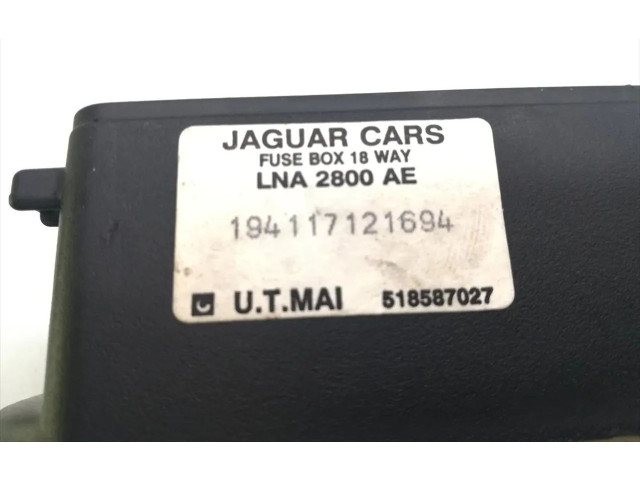 JAGUAR CARS
FUSE BOX 18 WAY
LNA 2800 AE
194117121694
U.T.MAI 518587027